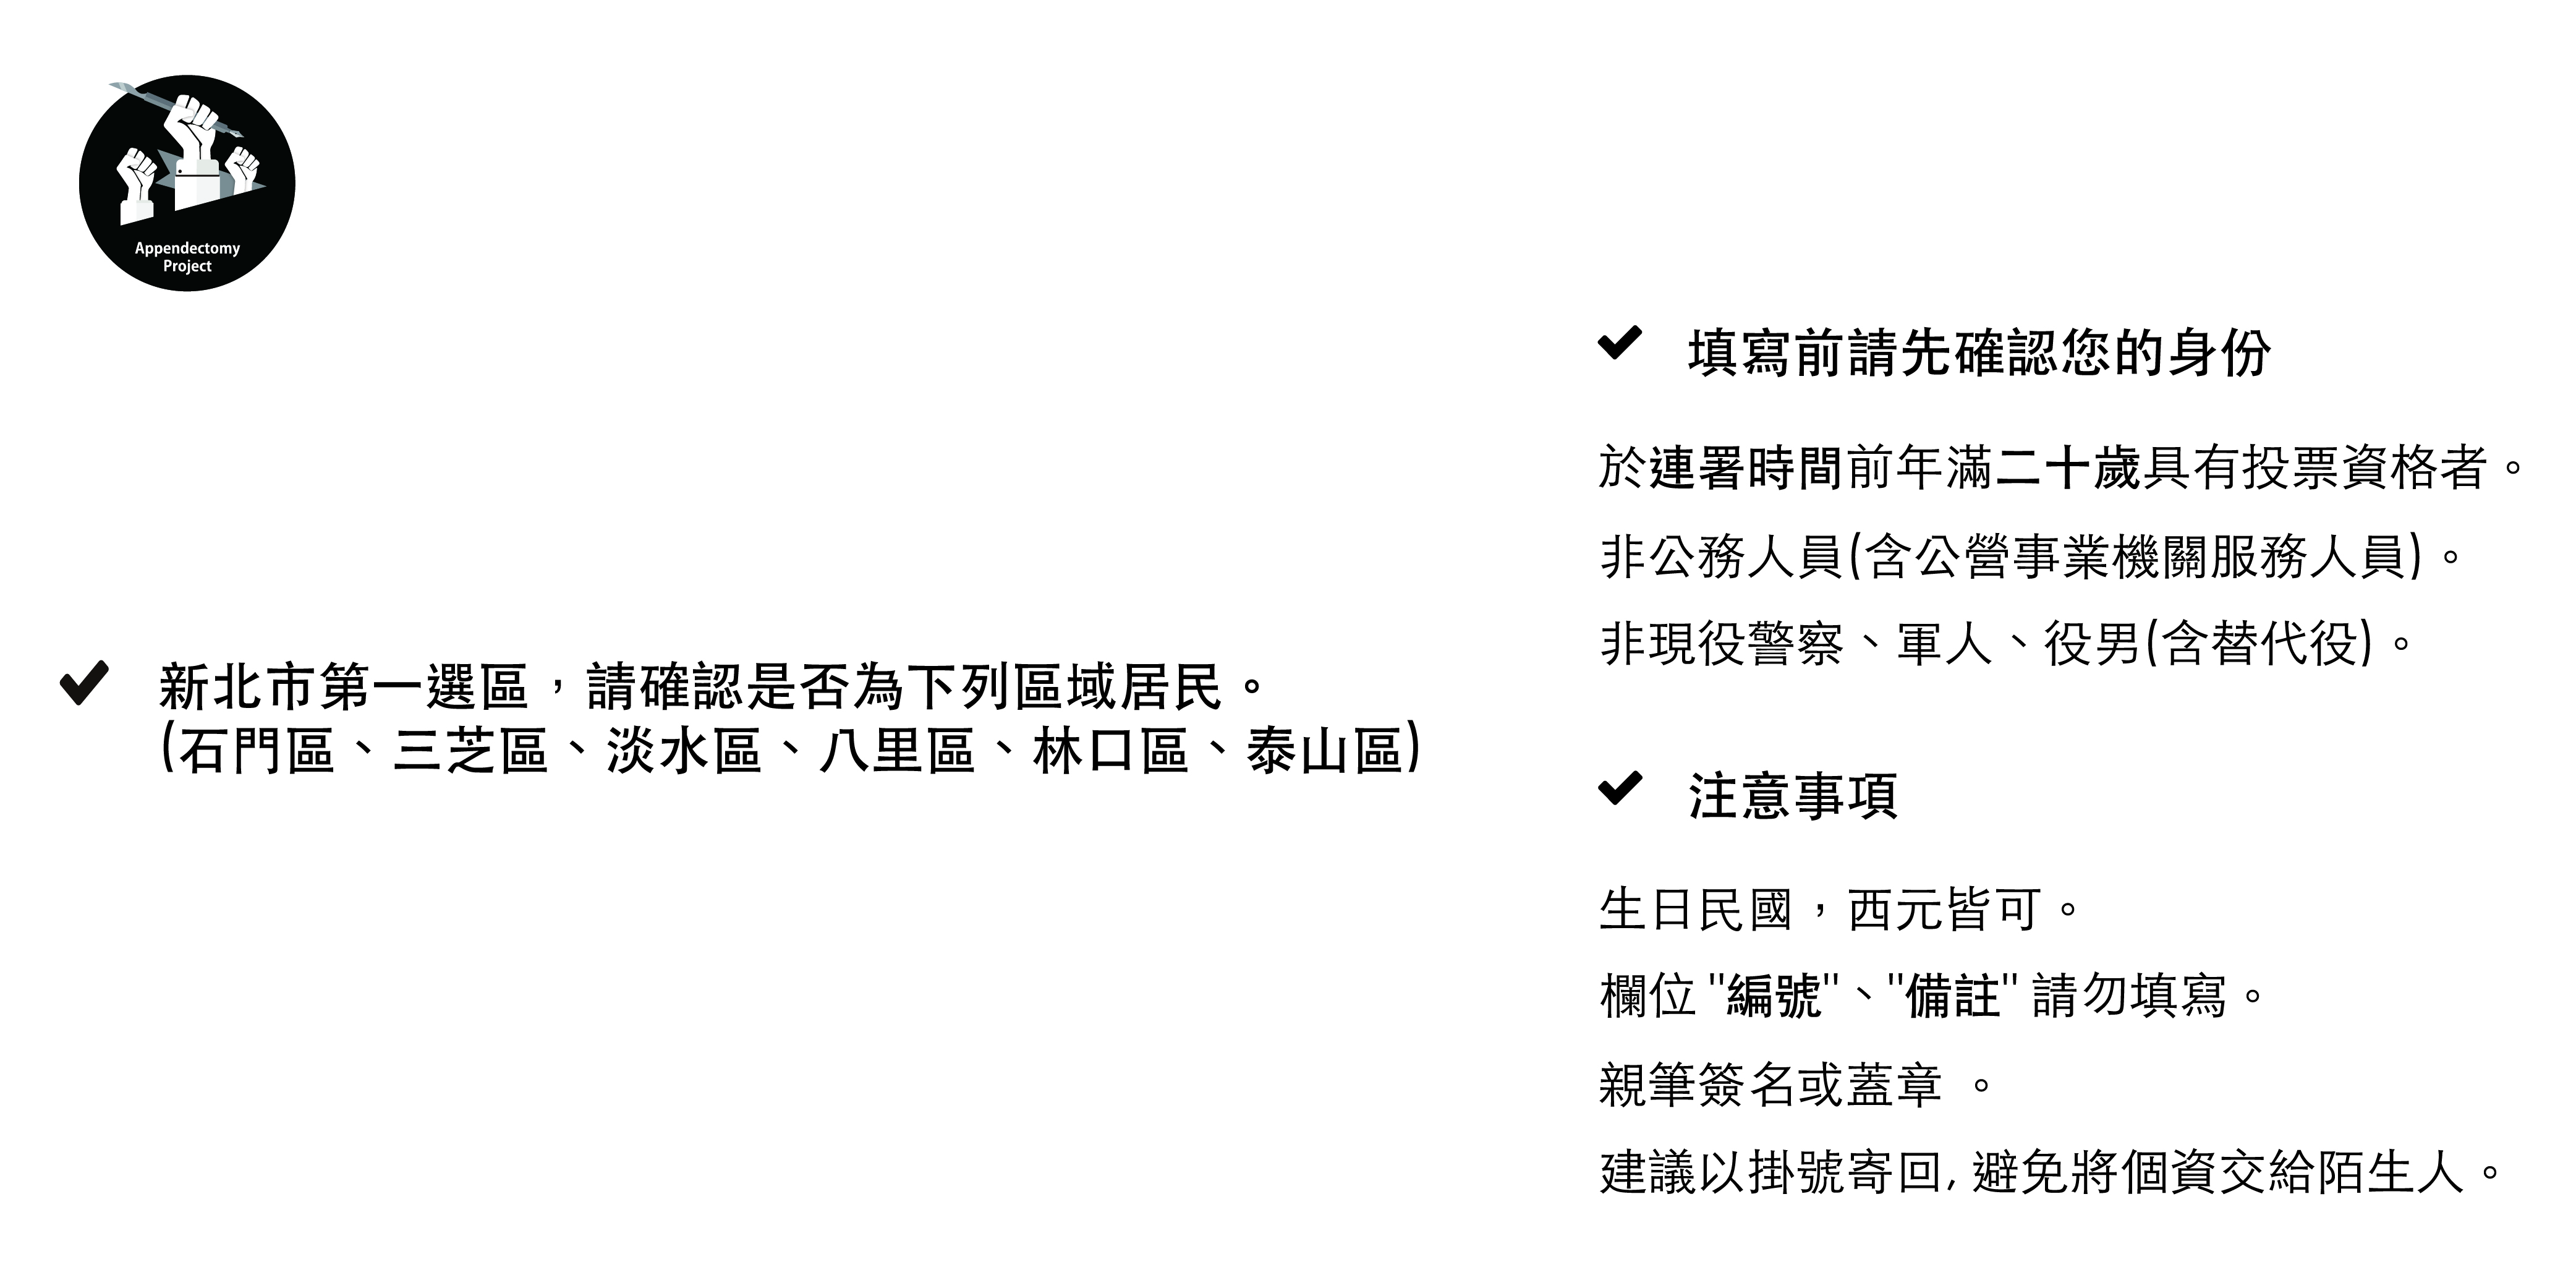 Appendectomy
Project
新北市第一選區，請確認是否為下列區域居民。
(石門區、三芝區、淡水區、八里區、林口區、泰山區)
填寫前請先確認您的身份
於連署時間前年滿二十歲具有投票資格者。
非公務人員(含公營事業機關服務人員)。
非現役警察、軍人、役男(含替代役)。
注意事項
生日民國，西元皆可。
欄位 "編號"、"備註" 請勿填寫。
親筆簽名或蓋章 。
建議以掛號寄回, 避免將個資交給陌生人。